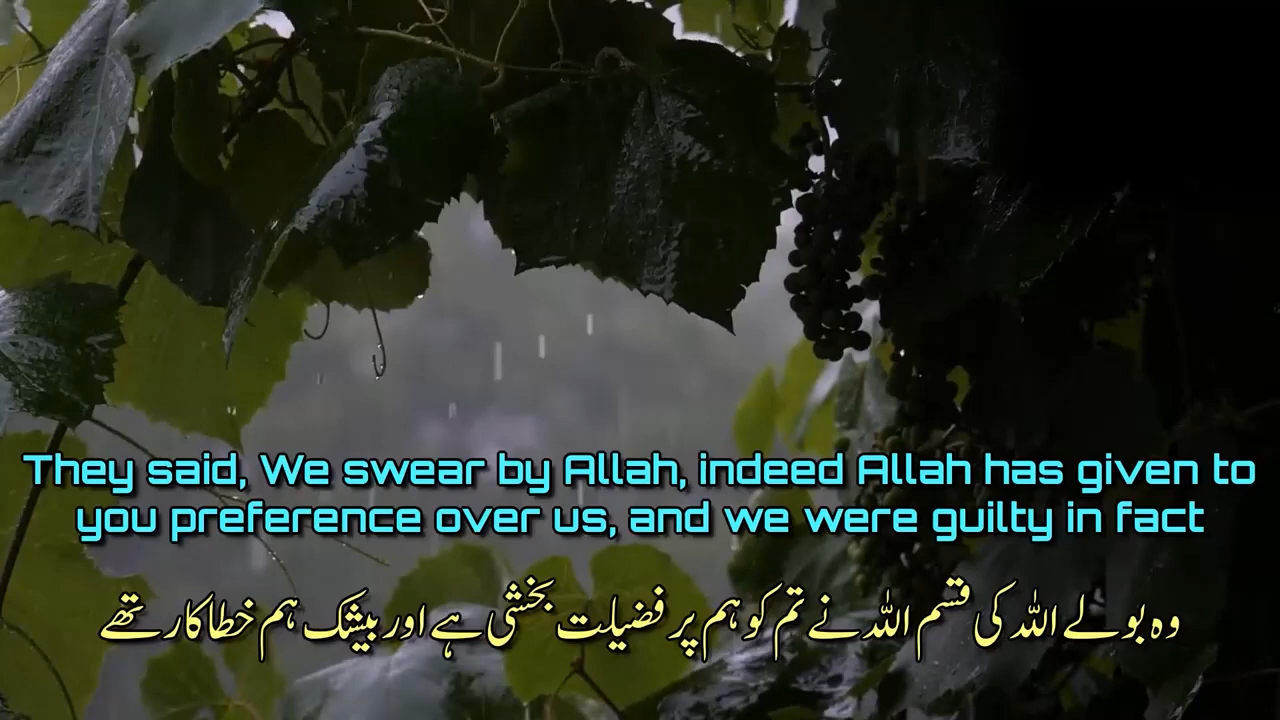 They said, We swear by Allah, indeed Allah has given to
you preference over us, and we were guilty in fact
وہ بولے اللہ کی قسم اللہ نے تم کو ہم پر فضیلت بخشی ہے اور بیشک ہم خطاکار تھے